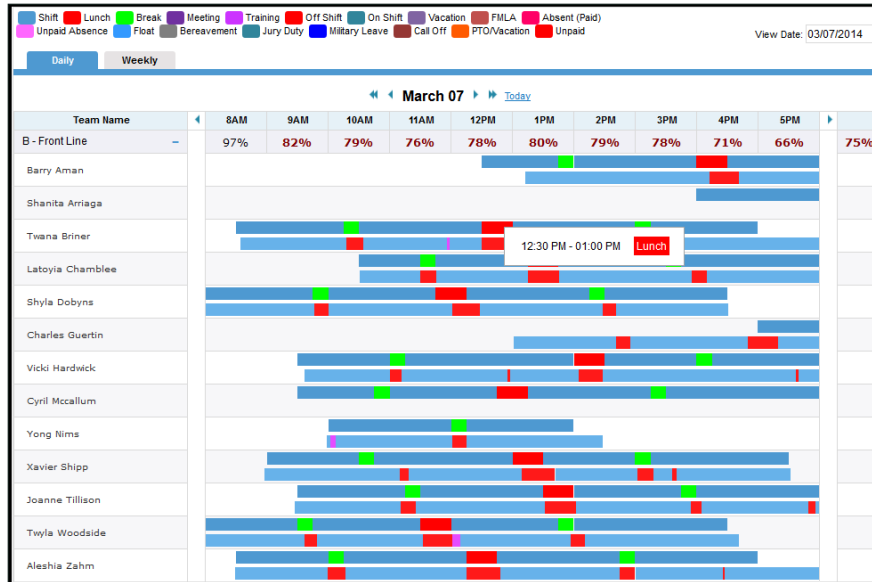 Shift Lunch Break Meeting Training Off Shift On Shift Vacation FMLA Absent (Paid)
Unpaid Absence Float Bereavement Jury Duty Military Leave Call Off PTO/Vacation Unpaid
View Date: 03/07/2014
Daily Weekly
March 07 Today
Team Name 8AM 9AM 10AM 11AM 12PM 1PM 2PM 3PM 4PM 5PM
B - Front Line 97% 82% 79% 76% 78% 80% 79% 78% 71% 66% 75%
Barry Aman
Shanita Arriaga
Twana Briner
12:30 PM - 01:00 PM Lunch
Latoyia Chamblee
Shyla Dobyns
Charles Guertin
Vicki Hardwick
Cyril Mccallum
Yong Nims
Xavier Shipp
Joanne Tillison
Twyla Woodside
Aleshia Zahm